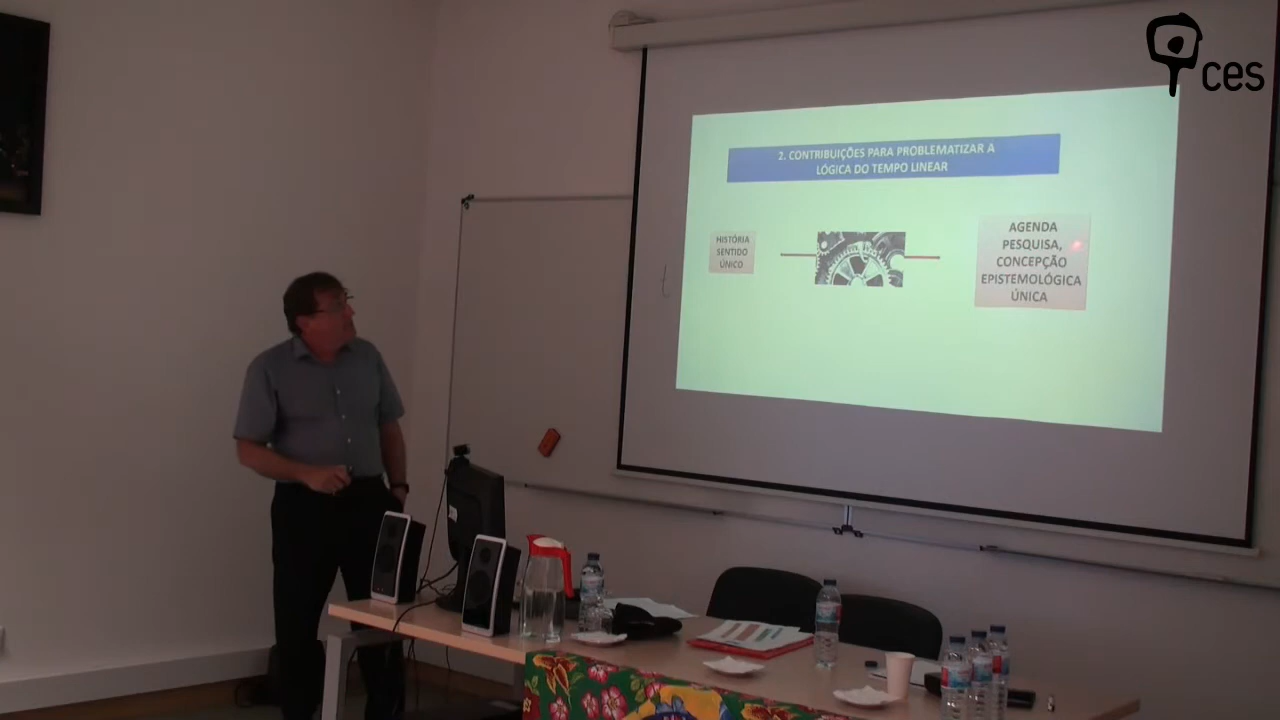 ces
2. CONTRIBUIÇÕES PARA PROBLEMATIZAR A
LÓGICA DO TEMPO LINEAR
HISTÓRIA
SENTIDO
ÚNICO
AGENDA
PESQUISA,
CONCEPÇÃO
EPISTEMOLÓGICA
ÚNICA